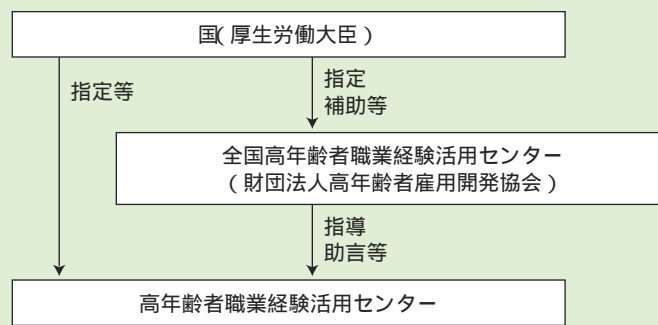 国(厚生労働大臣)
指定等
指定
補助等
全国高年齢者職業経験活用センター
(財団法人高年齢者雇用開発協会)
指導
助言等
高年齢者職業経験活用センター